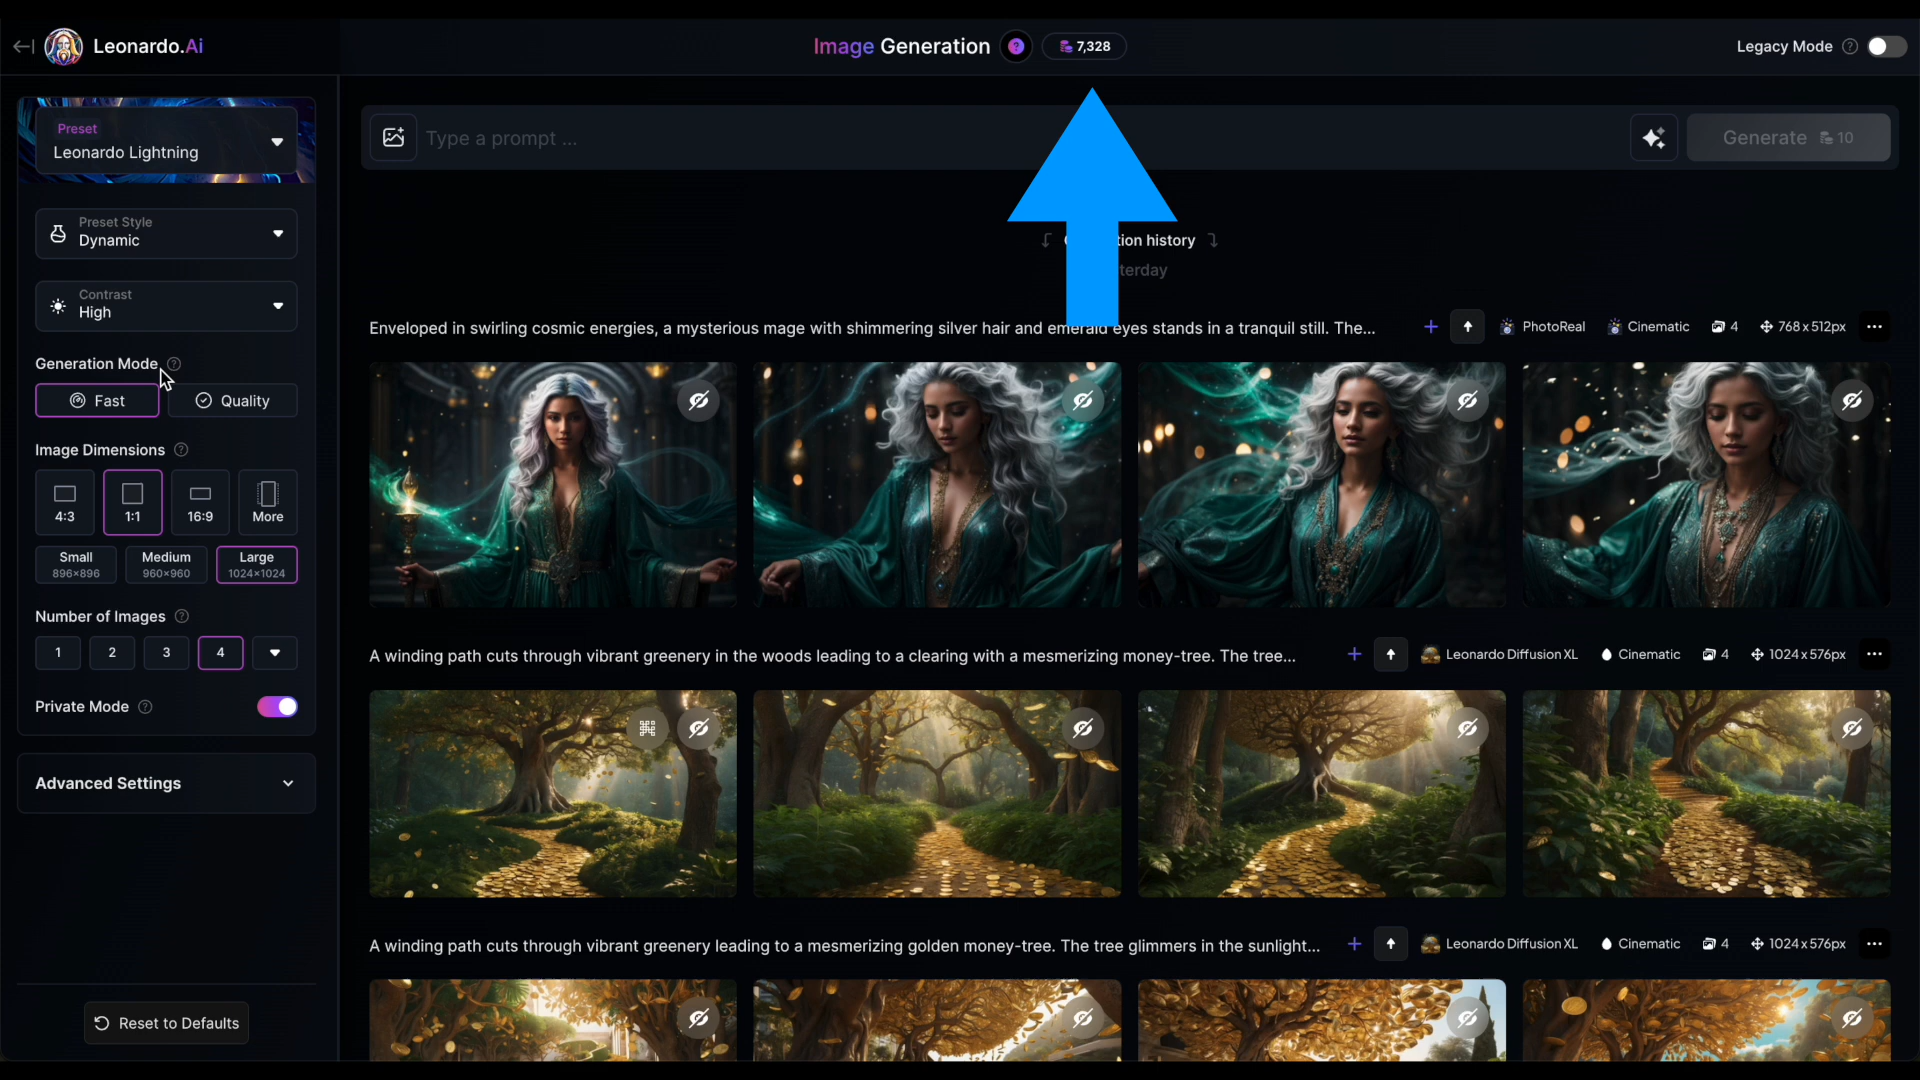 Leonardo.Ai
Image Generation ? 7,328
Legacy Mode ?
Preset
Leonardo Lightning
Type a prompt ...
Generate 10
Preset Style
Dynamic
Contrast
High
Generation Mode ?
Fast Quality
Image Dimensions ?
4:3 1:1 16:9 More
Small Medium Large
896×896 960×960 1024×1024
Number of Images ?
1 2 3 4
Private Mode ?
Advanced Settings
Reset to Defaults
tion history
terday
Enveloped in swirling cosmic energies, a mysterious mage with shimmering silver hair and emerald eyes stands in a tranquil still. The...
PhotoReal Cinematic 4 768 x 512px
A winding path cuts through vibrant greenery in the woods leading to a clearing with a mesmerizing money-tree. The tree...
Leonardo Diffusion XL Cinematic 4 1024 x 576px
A winding path cuts through vibrant greenery leading to a mesmerizing golden money-tree. The tree glimmers in the sunlight...
Leonardo Diffusion XL Cinematic 4 1024 x 576px